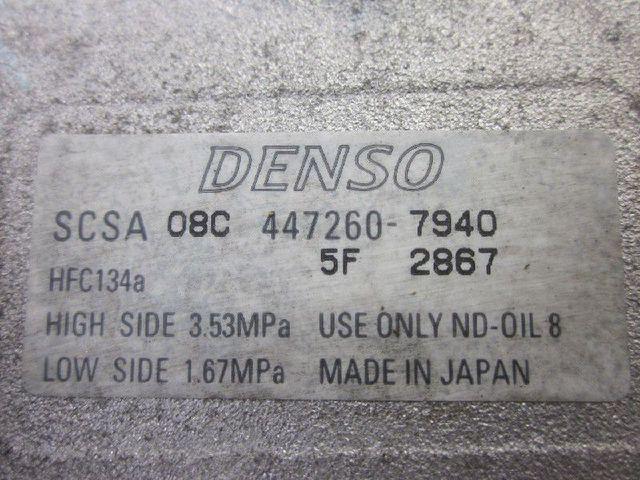 DENSO
SCSA 08C 447260-7940
5F 2867
HFC134a
HIGH SIDE 3.53MPa USE ONLY ND-OIL 8
LOW SIDE 1.67MPa MADE IN JAPAN